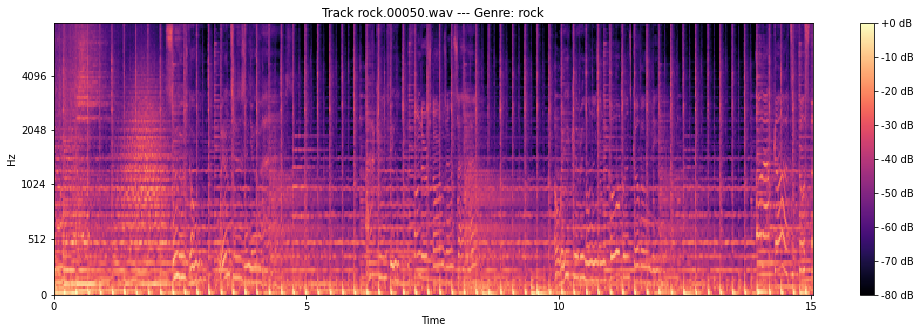 Track rock.00050.wav --- Genre: rock
+0 dB
-10 dB
-20 dB
-30 dB
-40 dB
-50 dB
-60 dB
-70 dB
-80 dB
4096
2048
1024
512
0
Hz
0 5 10 15
Time